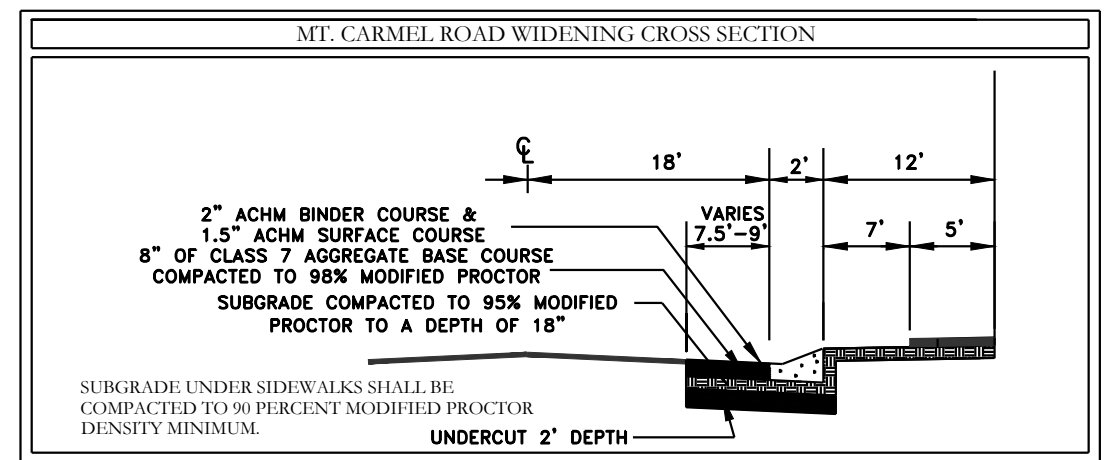 MT. CARMEL ROAD WIDENING CROSS SECTION
℄
18’
2’
12’
2” ACHM BINDER COURSE &
1.5” ACHM SURFACE COURSE
8” OF CLASS 7 AGGREGATE BASE COURSE
COMPACTED TO 98% MODIFIED PROCTOR
SUBGRADE COMPACTED TO 95% MODIFIED
PROCTOR TO A DEPTH OF 18”
VARIES
7.5’-9’
7’
5’
SUBGRADE UNDER SIDEWALKS SHALL BE
COMPACTED TO 90 PERCENT MODIFIED PROCTOR
DENSITY MINIMUM.
UNDERCUT 2’ DEPTH